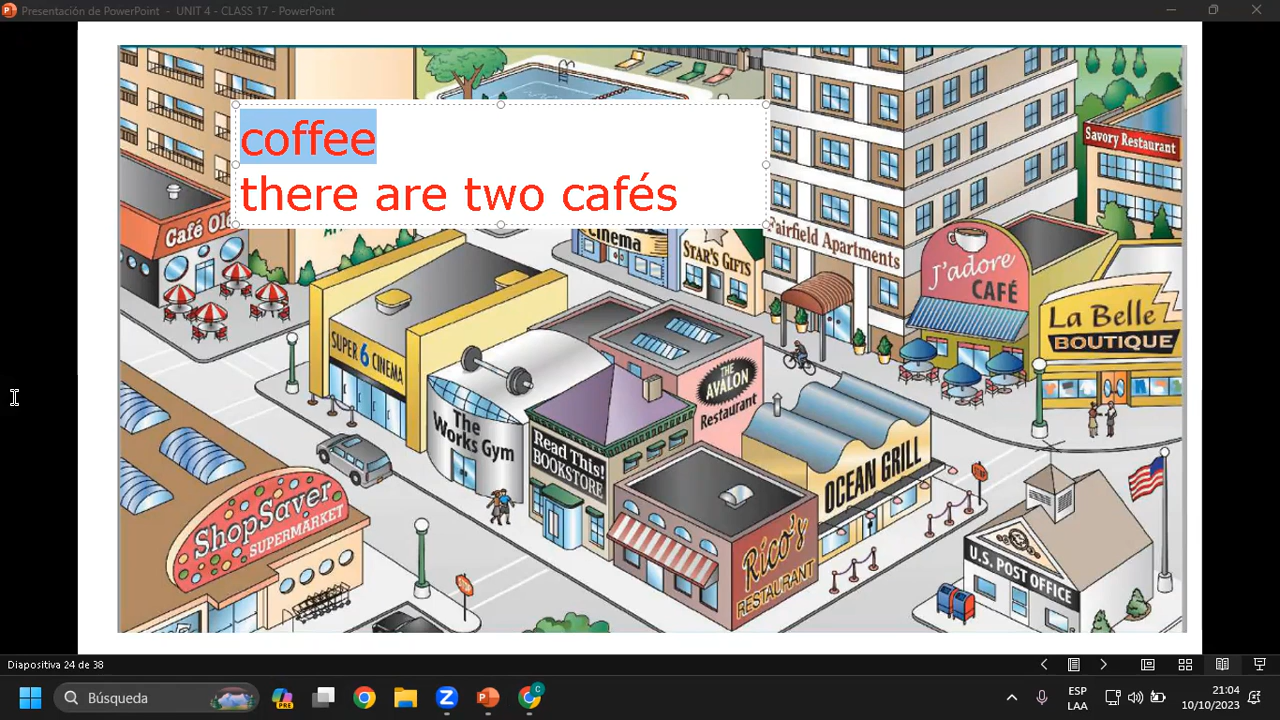 Presentación de PowerPoint - UNIT 4 - CLASS 17 - PowerPoint
coffee
there are two cafés
Savory Restaurant
Café Olé
Cinema
STAR'S GIFTS
Fairfield Apartments
J'adore
CAFÉ
La Belle
BOUTIQUE
SUPER 6 CINEMA
THE
AVALON
Restaurant
The
Works Gym
Read This!
BOOKSTORE
OCEAN GRILL
ShopSaver
SUPERMARKET
Rico's
RESTAURANT
U.S. POST OFFICE
Diapositiva 24 de 38
Búsqueda
PRE
ESP
LAA
21:04
10/10/2023